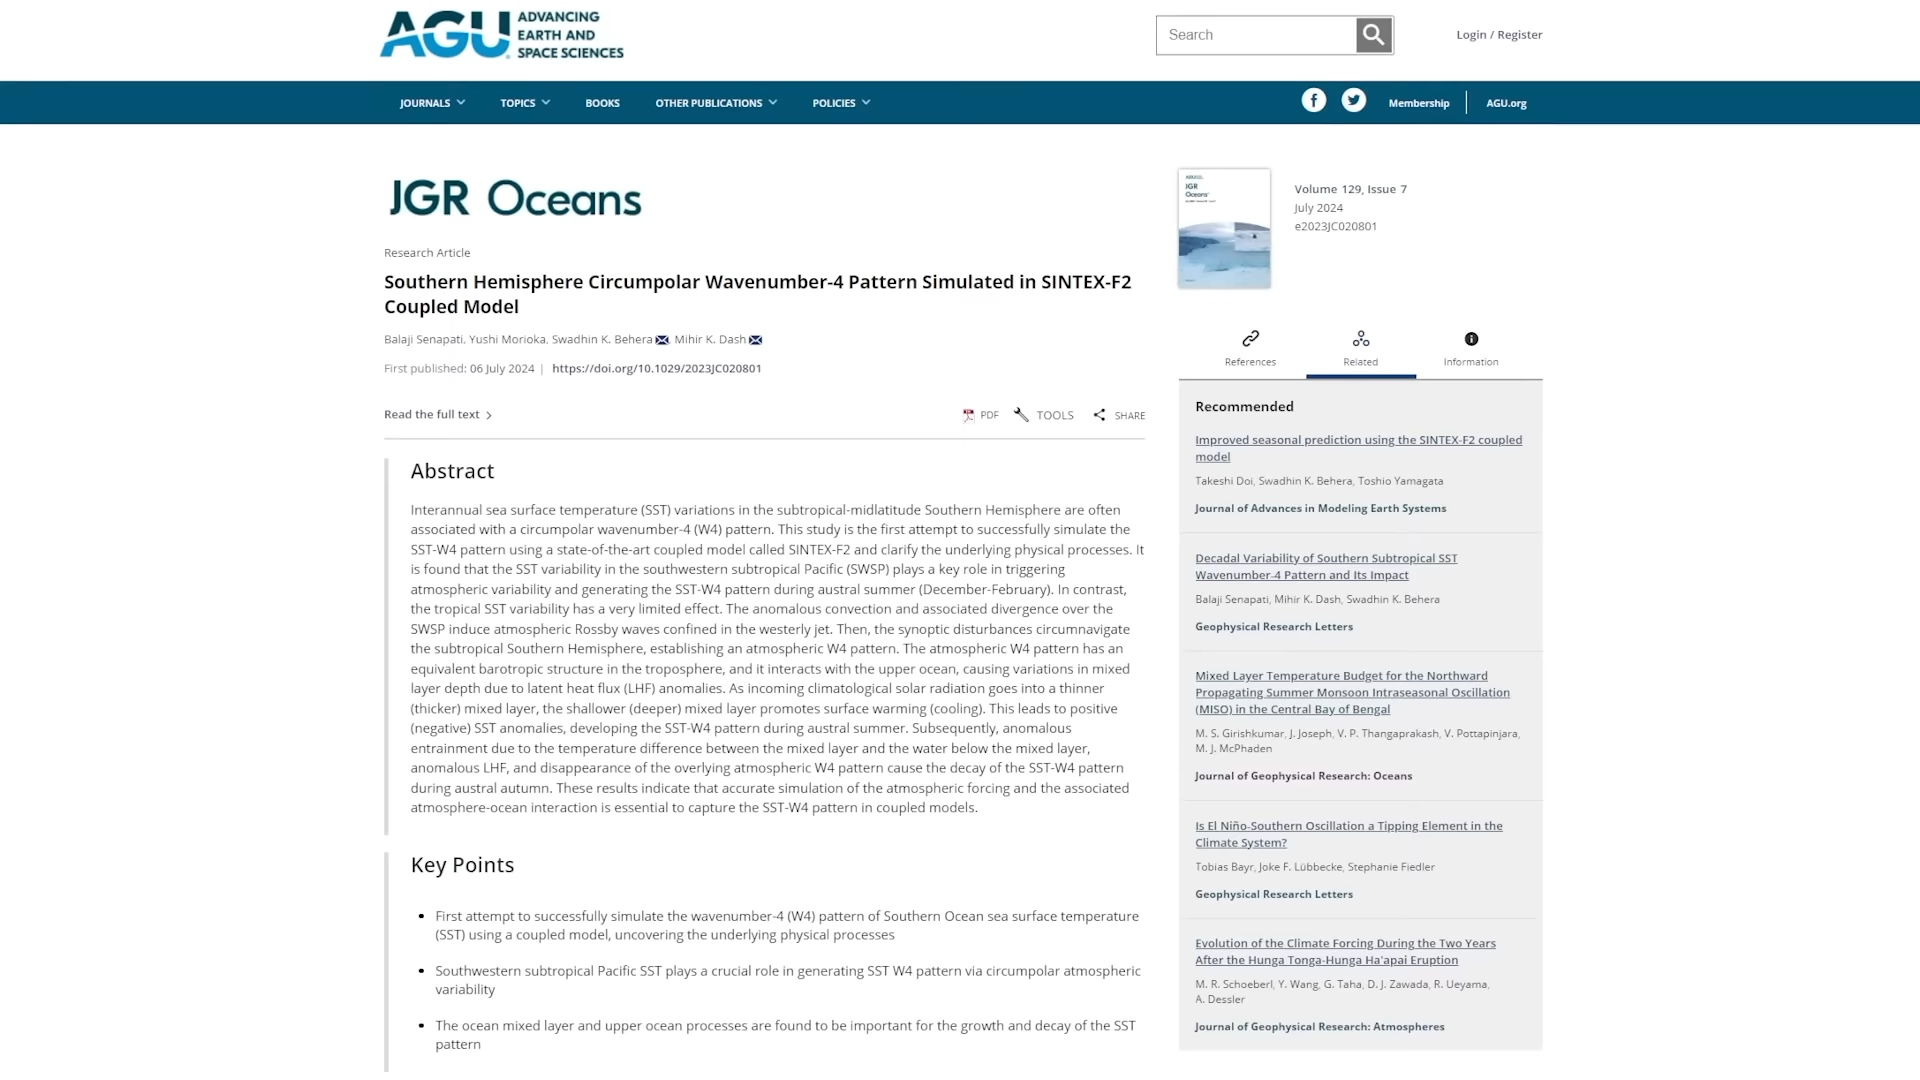 AGU ADVANCING
EARTH AND
SPACE SCIENCES
Search
Login / Register
JOURNALS
TOPICS
BOOKS
OTHER PUBLICATIONS
POLICIES
Membership
AGU.org
JGR Oceans
Research Article
Southern Hemisphere Circumpolar Wavenumber-4 Pattern Simulated in SINTEX-F2
Coupled Model
Balaji Senapati, Yushi Morioka, Swadhin K. Behera, Mihir K. Dash
First published: 06 July 2024 | https://doi.org/10.1029/2023JC020801
Read the full text
PDF
TOOLS
SHARE
Abstract
Interannual sea surface temperature (SST) variations in the subtropical-midlatitude Southern Hemisphere are often
associated with a circumpolar wavenumber-4 (W4) pattern. This study is the first attempt to successfully simulate the
SST-W4 pattern using a state-of-the-art coupled model called SINTEX-F2 and clarify the underlying physical processes. It
is found that the SST variability in the southwestern subtropical Pacific (SWSP) plays a key role in triggering
atmospheric variability and generating the SST-W4 pattern during austral summer (December-February). In contrast,
the tropical SST variability has a very limited effect. The anomalous convection and associated divergence over the
SWSP induce atmospheric Rossby waves confined in the westerly jet. Then, the synoptic disturbances circumnavigate
the subtropical Southern Hemisphere, establishing an atmospheric W4 pattern. The atmospheric W4 pattern has an
equivalent barotropic structure in the troposphere, and it interacts with the upper ocean, causing variations in mixed
layer depth due to latent heat flux (LHF) anomalies. As incoming climatological solar radiation goes into a thinner
(thicker) mixed layer, the shallower (deeper) mixed layer promotes surface warming (cooling). This leads to positive
(negative) SST anomalies, developing the SST-W4 pattern during austral summer. Subsequently, anomalous
entrainment due to the temperature difference between the mixed layer and the water below the mixed layer,
anomalous LHF, and disappearance of the overlying atmospheric W4 pattern cause the decay of the SST-W4 pattern
during austral autumn. These results indicate that accurate simulation of the atmospheric forcing and the associated
atmosphere-ocean interaction is essential to capture the SST-W4 pattern in coupled models.
Key Points
• First attempt to successfully simulate the wavenumber-4 (W4) pattern of Southern Ocean sea surface temperature
(SST) using a coupled model, uncovering the underlying physical processes
• Southwestern subtropical Pacific SST plays a crucial role in generating SST W4 pattern via circumpolar atmospheric
variability
• The ocean mixed layer and upper ocean processes are found to be important for the growth and decay of the SST
pattern
JGR
Oceans
Volume 129, Issue 7
July 2024
e2023JC020801
References
Related
Information
Recommended
Improved seasonal prediction using the SINTEX-F2 coupled
model
Takeshi Doi, Swadhin K. Behera, Toshio Yamagata
Journal of Advances in Modeling Earth Systems
Decadal Variability of Southern Subtropical SST
Wavenumber-4 Pattern and Its Impact
Balaji Senapati, Mihir K. Dash, Swadhin K. Behera
Geophysical Research Letters
Mixed Layer Temperature Budget for the Northward
Propagating Summer Monsoon Intraseasonal Oscillation
(MISO) in the Central Bay of Bengal
M. S. Girishkumar, J. Joseph, V. P. Thangaprakash, V. Pottapinjara,
M. J. McPhaden
Journal of Geophysical Research: Oceans
Is El Niño-Southern Oscillation a Tipping Element in the
Climate System?
Tobias Bayr, Joke F. Lübbecke, Stephanie Fiedler
Geophysical Research Letters
Evolution of the Climate Forcing During the Two Years
After the Hunga Tonga-Hunga Ha'apai Eruption
M. R. Schoeberl, Y. Wang, G. Taha, D. J. Zawada, R. Ueyama,
A. Dessler
Journal of Geophysical Research: Atmospheres